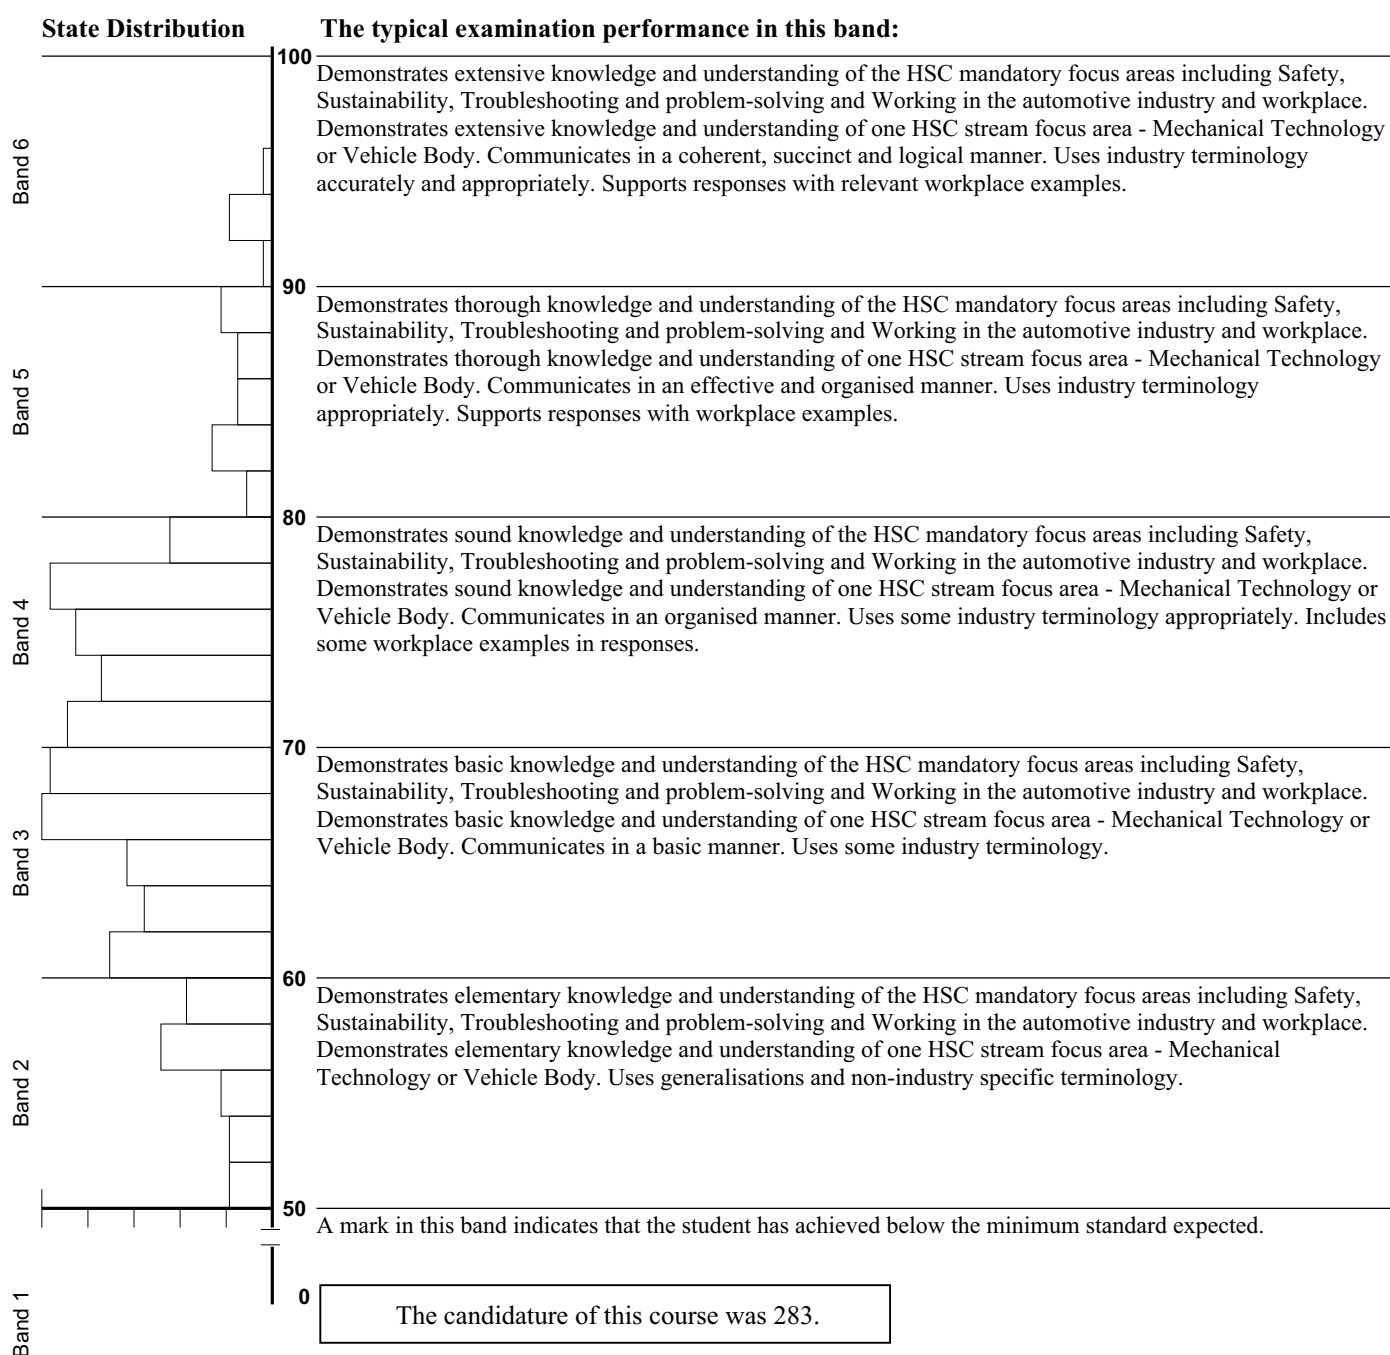 State Distribution
The typical examination performance in this band:
100
Band 6
Demonstrates extensive knowledge and understanding of the HSC mandatory focus areas including Safety,
Sustainability, Troubleshooting and problem-solving and Working in the automotive industry and workplace.
Demonstrates extensive knowledge and understanding of one HSC stream focus area - Mechanical Technology
or Vehicle Body. Communicates in a coherent, succinct and logical manner. Uses industry terminology
accurately and appropriately. Supports responses with relevant workplace examples.
90
Band 5
Demonstrates thorough knowledge and understanding of the HSC mandatory focus areas including Safety,
Sustainability, Troubleshooting and problem-solving and Working in the automotive industry and workplace.
Demonstrates thorough knowledge and understanding of one HSC stream focus area - Mechanical Technology
or Vehicle Body. Communicates in an effective and organised manner. Uses industry terminology
appropriately. Supports responses with workplace examples.
80
Band 4
Demonstrates sound knowledge and understanding of the HSC mandatory focus areas including Safety,
Sustainability, Troubleshooting and problem-solving and Working in the automotive industry and workplace.
Demonstrates sound knowledge and understanding of one HSC stream focus area - Mechanical Technology or
Vehicle Body. Communicates in an organised manner. Uses some industry terminology appropriately. Includes
some workplace examples in responses.
70
Band 3
Demonstrates basic knowledge and understanding of the HSC mandatory focus areas including Safety,
Sustainability, Troubleshooting and problem-solving and Working in the automotive industry and workplace.
Demonstrates basic knowledge and understanding of one HSC stream focus area - Mechanical Technology or
Vehicle Body. Communicates in a basic manner. Uses some industry terminology.
60
Band 2
Demonstrates elementary knowledge and understanding of the HSC mandatory focus areas including Safety,
Sustainability, Troubleshooting and problem-solving and Working in the automotive industry and workplace.
Demonstrates elementary knowledge and understanding of one HSC stream focus area - Mechanical
Technology or Vehicle Body. Uses generalisations and non-industry specific terminology.
50
A mark in this band indicates that the student has achieved below the minimum standard expected.
0
Band 1
The candidature of this course was 283.